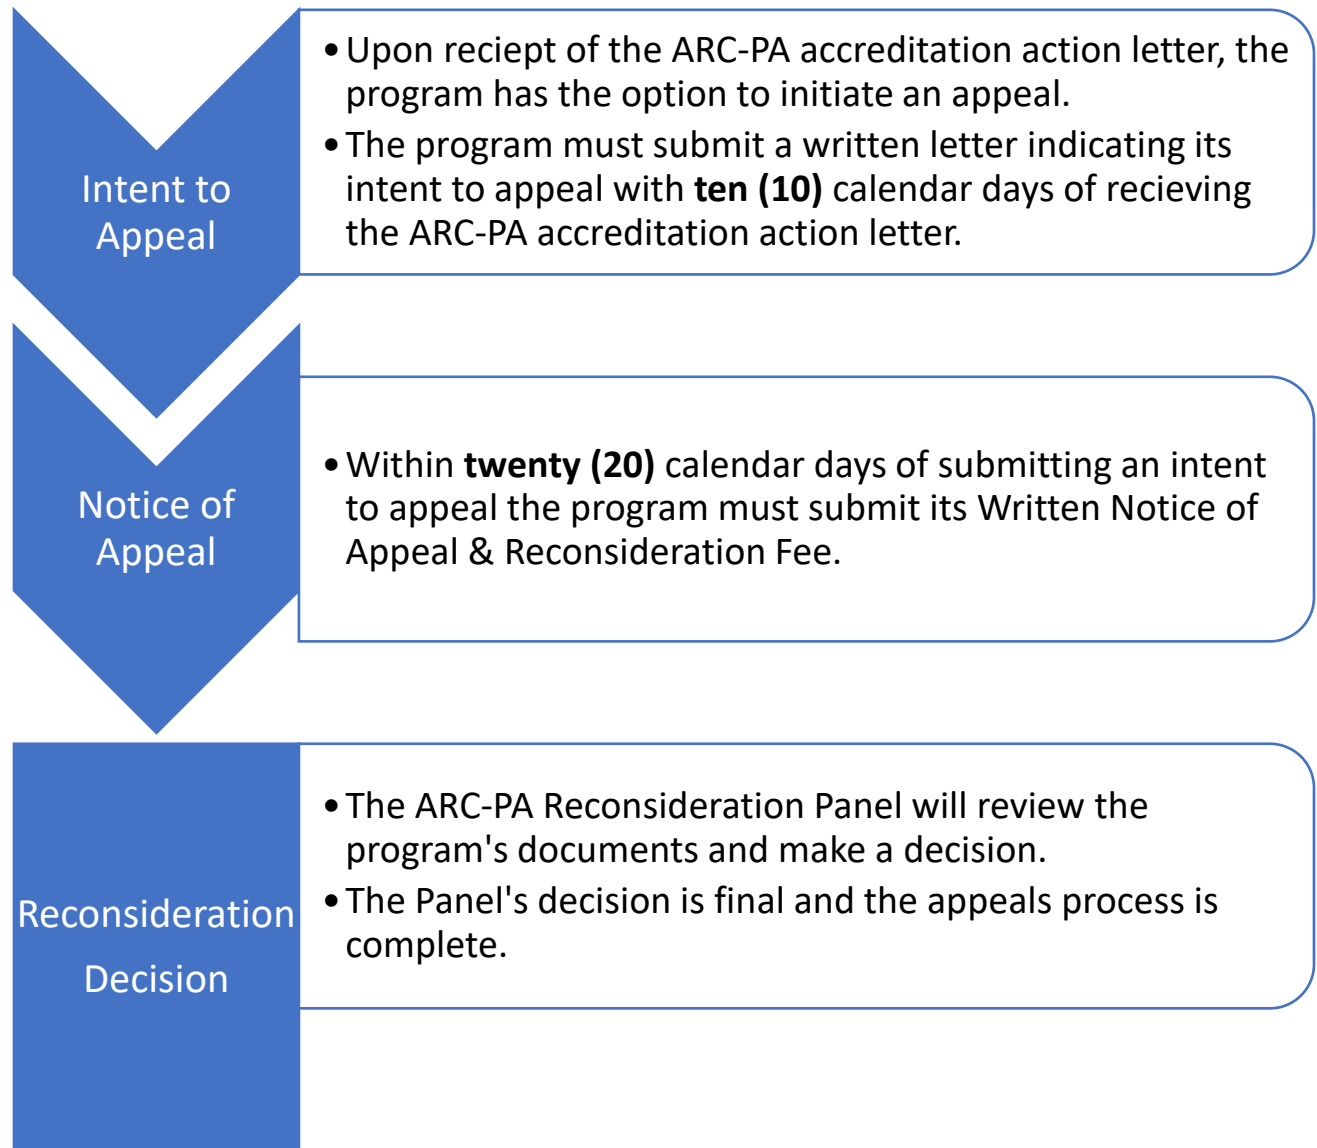 Intent to
Appeal
• Upon reciept of the ARC-PA accreditation action letter, the
program has the option to initiate an appeal.
• The program must submit a written letter indicating its
intent to appeal with ten (10) calendar days of recieving
the ARC-PA accreditation action letter.
Notice of
Appeal
• Within twenty (20) calendar days of submitting an intent
to appeal the program must submit its Written Notice of
Appeal & Reconsideration Fee.
Reconsideration
Decision
• The ARC-PA Reconsideration Panel will review the
program's documents and make a decision.
• The Panel's decision is final and the appeals process is
complete.